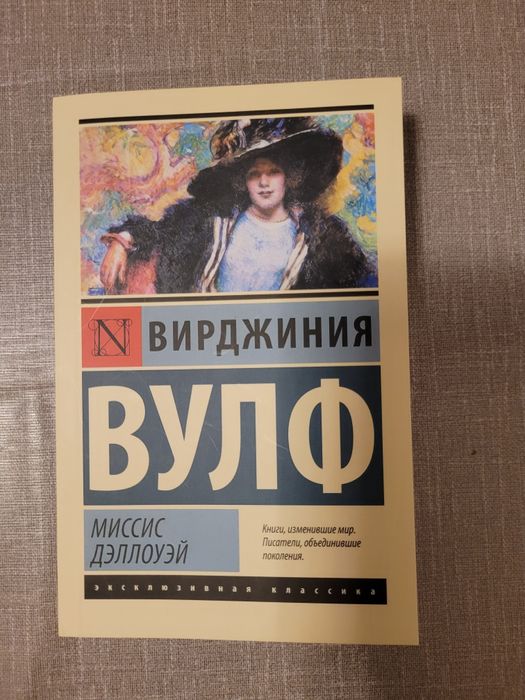 N ВИРДЖИНИЯ
ВУЛФ
МИССИС
ДЭЛЛОУЭЙ
Книги, изменившие мир.
Писатели, объединившие
поколения.
эксклюзивная классика